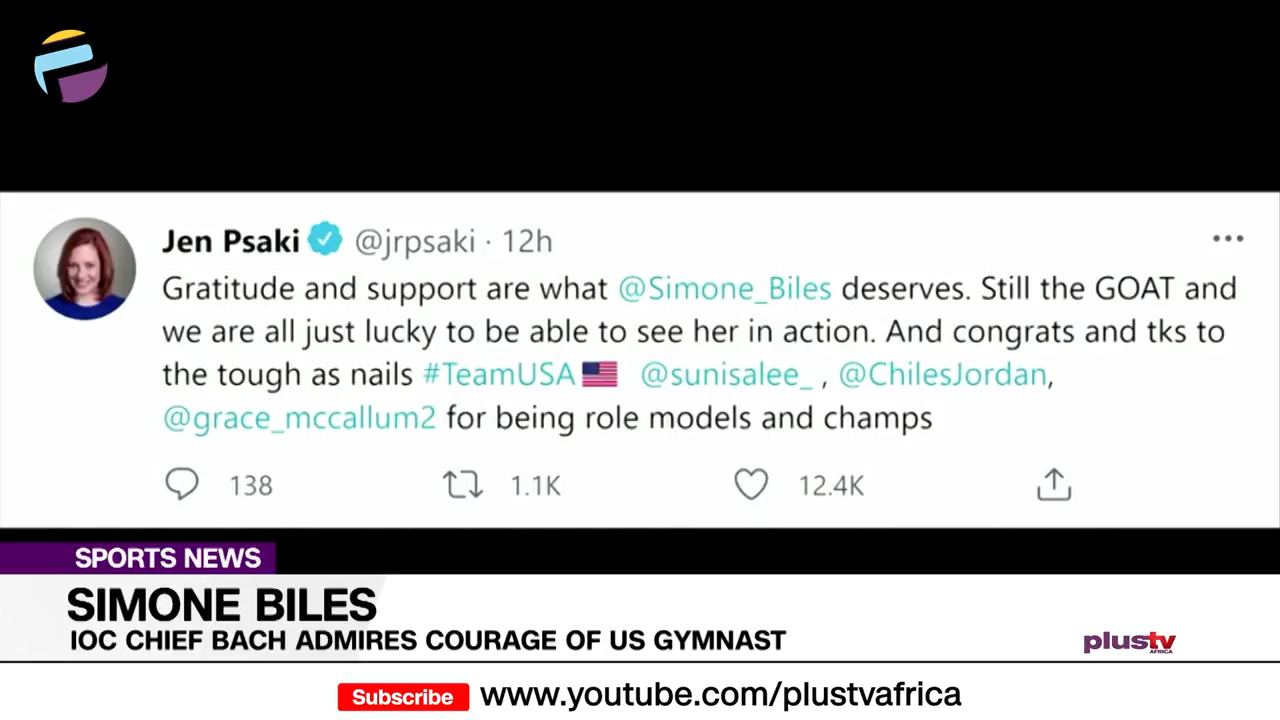 Jen Psaki @jrpsaki · 12h
Gratitude and support are what @Simone_Biles deserves. Still the GOAT and
we are all just lucky to be able to see her in action. And congrats and tks to
the tough as nails #TeamUSA🇺🇸 @sunisalee_ , @ChilesJordan,
@grace_mccallum2 for being role models and champs
138 1.1K 12.4K
SPORTS NEWS
SIMONE BILES
IOC CHIEF BACH ADMIRES COURAGE OF US GYMNAST
plustv
AFRICA
Subscribe www.youtube.com/plustvafrica